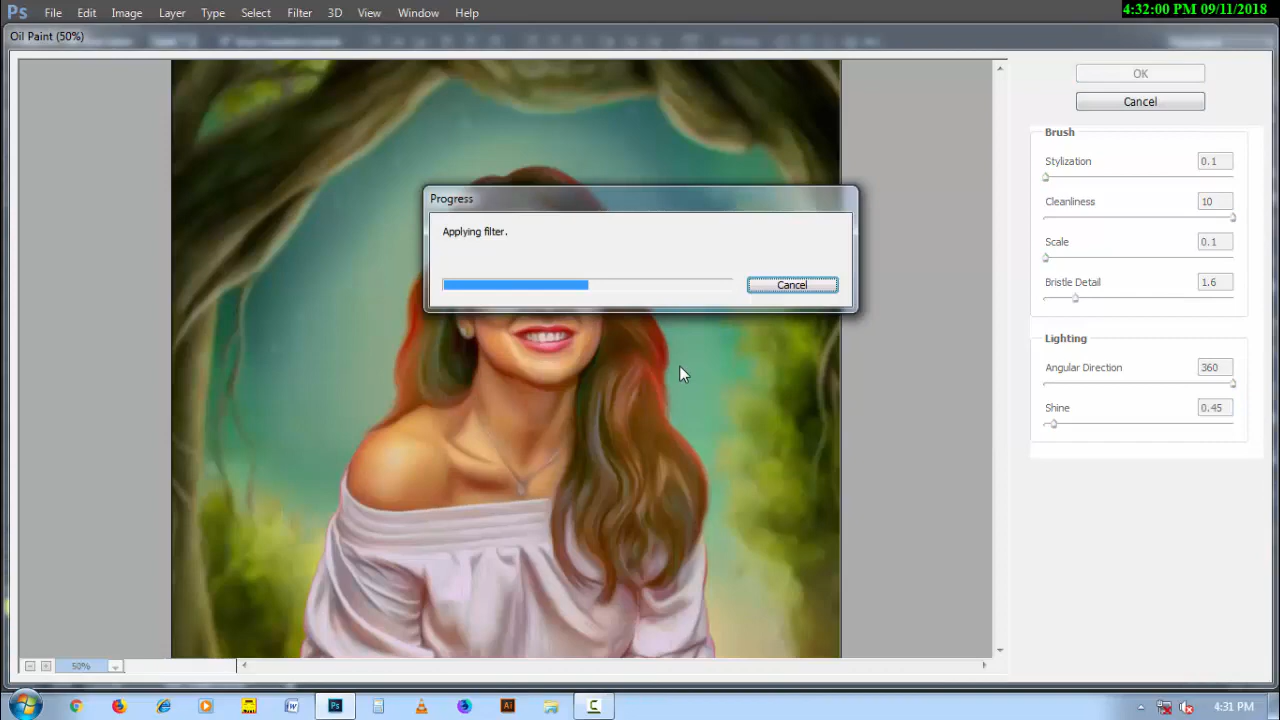 Ps File Edit Image Layer Type Select Filter 3D View Window Help
4:32:00 PM 09/11/2018
Oil Paint (50%)
OK
Cancel
Brush
Stylization 0.1
Cleanliness 10
Scale 0.1
Bristle Detail 1.6
Lighting
Angular Direction 360
Shine 0.45
Progress
Applying filter.
Cancel
50%
W Ps Ai C
4:31 PM